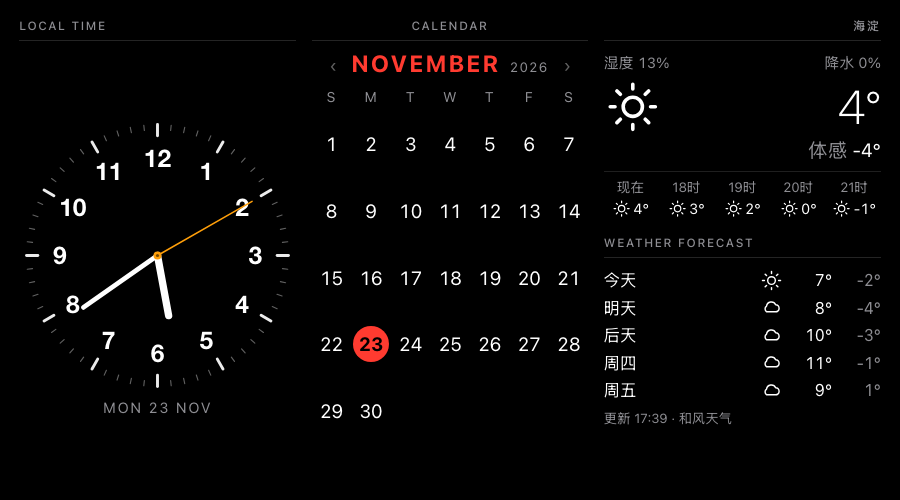 LOCAL TIME
12
1
2
3
4
5
6
7
8
9
10
11
MON 23 NOV
CALENDAR
‹ NOVEMBER 2026 ›
S M T W T F S
1 2 3 4 5 6 7
8 9 10 11 12 13 14
15 16 17 18 19 20 21
22 23 24 25 26 27 28
29 30
海淀
湿度 13% 降水 0%
4°
体感 -4°
现在 18时 19时 20时 21时
4° 3° 2° 0° -1°
WEATHER FORECAST
今天 7° -2°
明天 8° -4°
后天 10° -3°
周四 11° -1°
周五 9° 1°
更新 17:39 · 和风天气